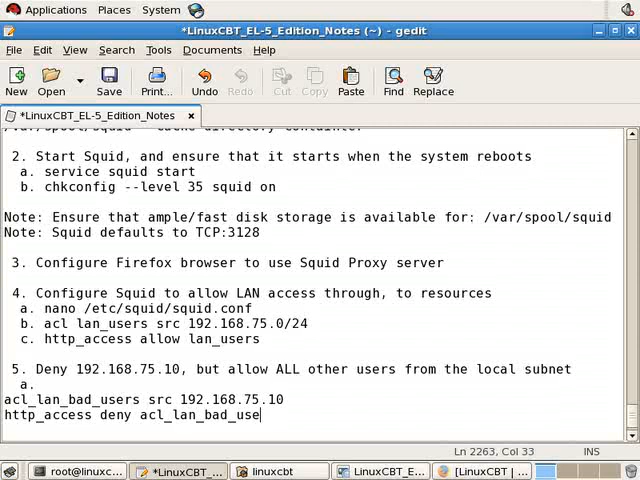 Applications Places System
*LinuxCBT_EL-5_Edition_Notes (~) - gedit
File Edit View Search Tools Documents Help
New Open Save Print... Undo Redo Cut Copy Paste Find Replace
*LinuxCBT_EL-5_Edition_Notes
2. Start Squid, and ensure that it starts when the system reboots
a. service squid start
b. chkconfig --level 35 squid on
Note: Ensure that ample/fast disk storage is available for: /var/spool/squid
Note: Squid defaults to TCP:3128
3. Configure Firefox browser to use Squid Proxy server
4. Configure Squid to allow LAN access through, to resources
a. nano /etc/squid/squid.conf
b. acl lan_users src 192.168.75.0/24
c. http_access allow lan_users
5. Deny 192.168.75.10, but allow ALL other users from the local subnet
a.
acl_lan_bad_users src 192.168.75.10
http_access deny acl_lan_bad_use
Ln 2263, Col 33 INS
root@linuxc... *LinuxCBT_... linuxcbt LinuxCBT_E... [LinuxCBT | ...